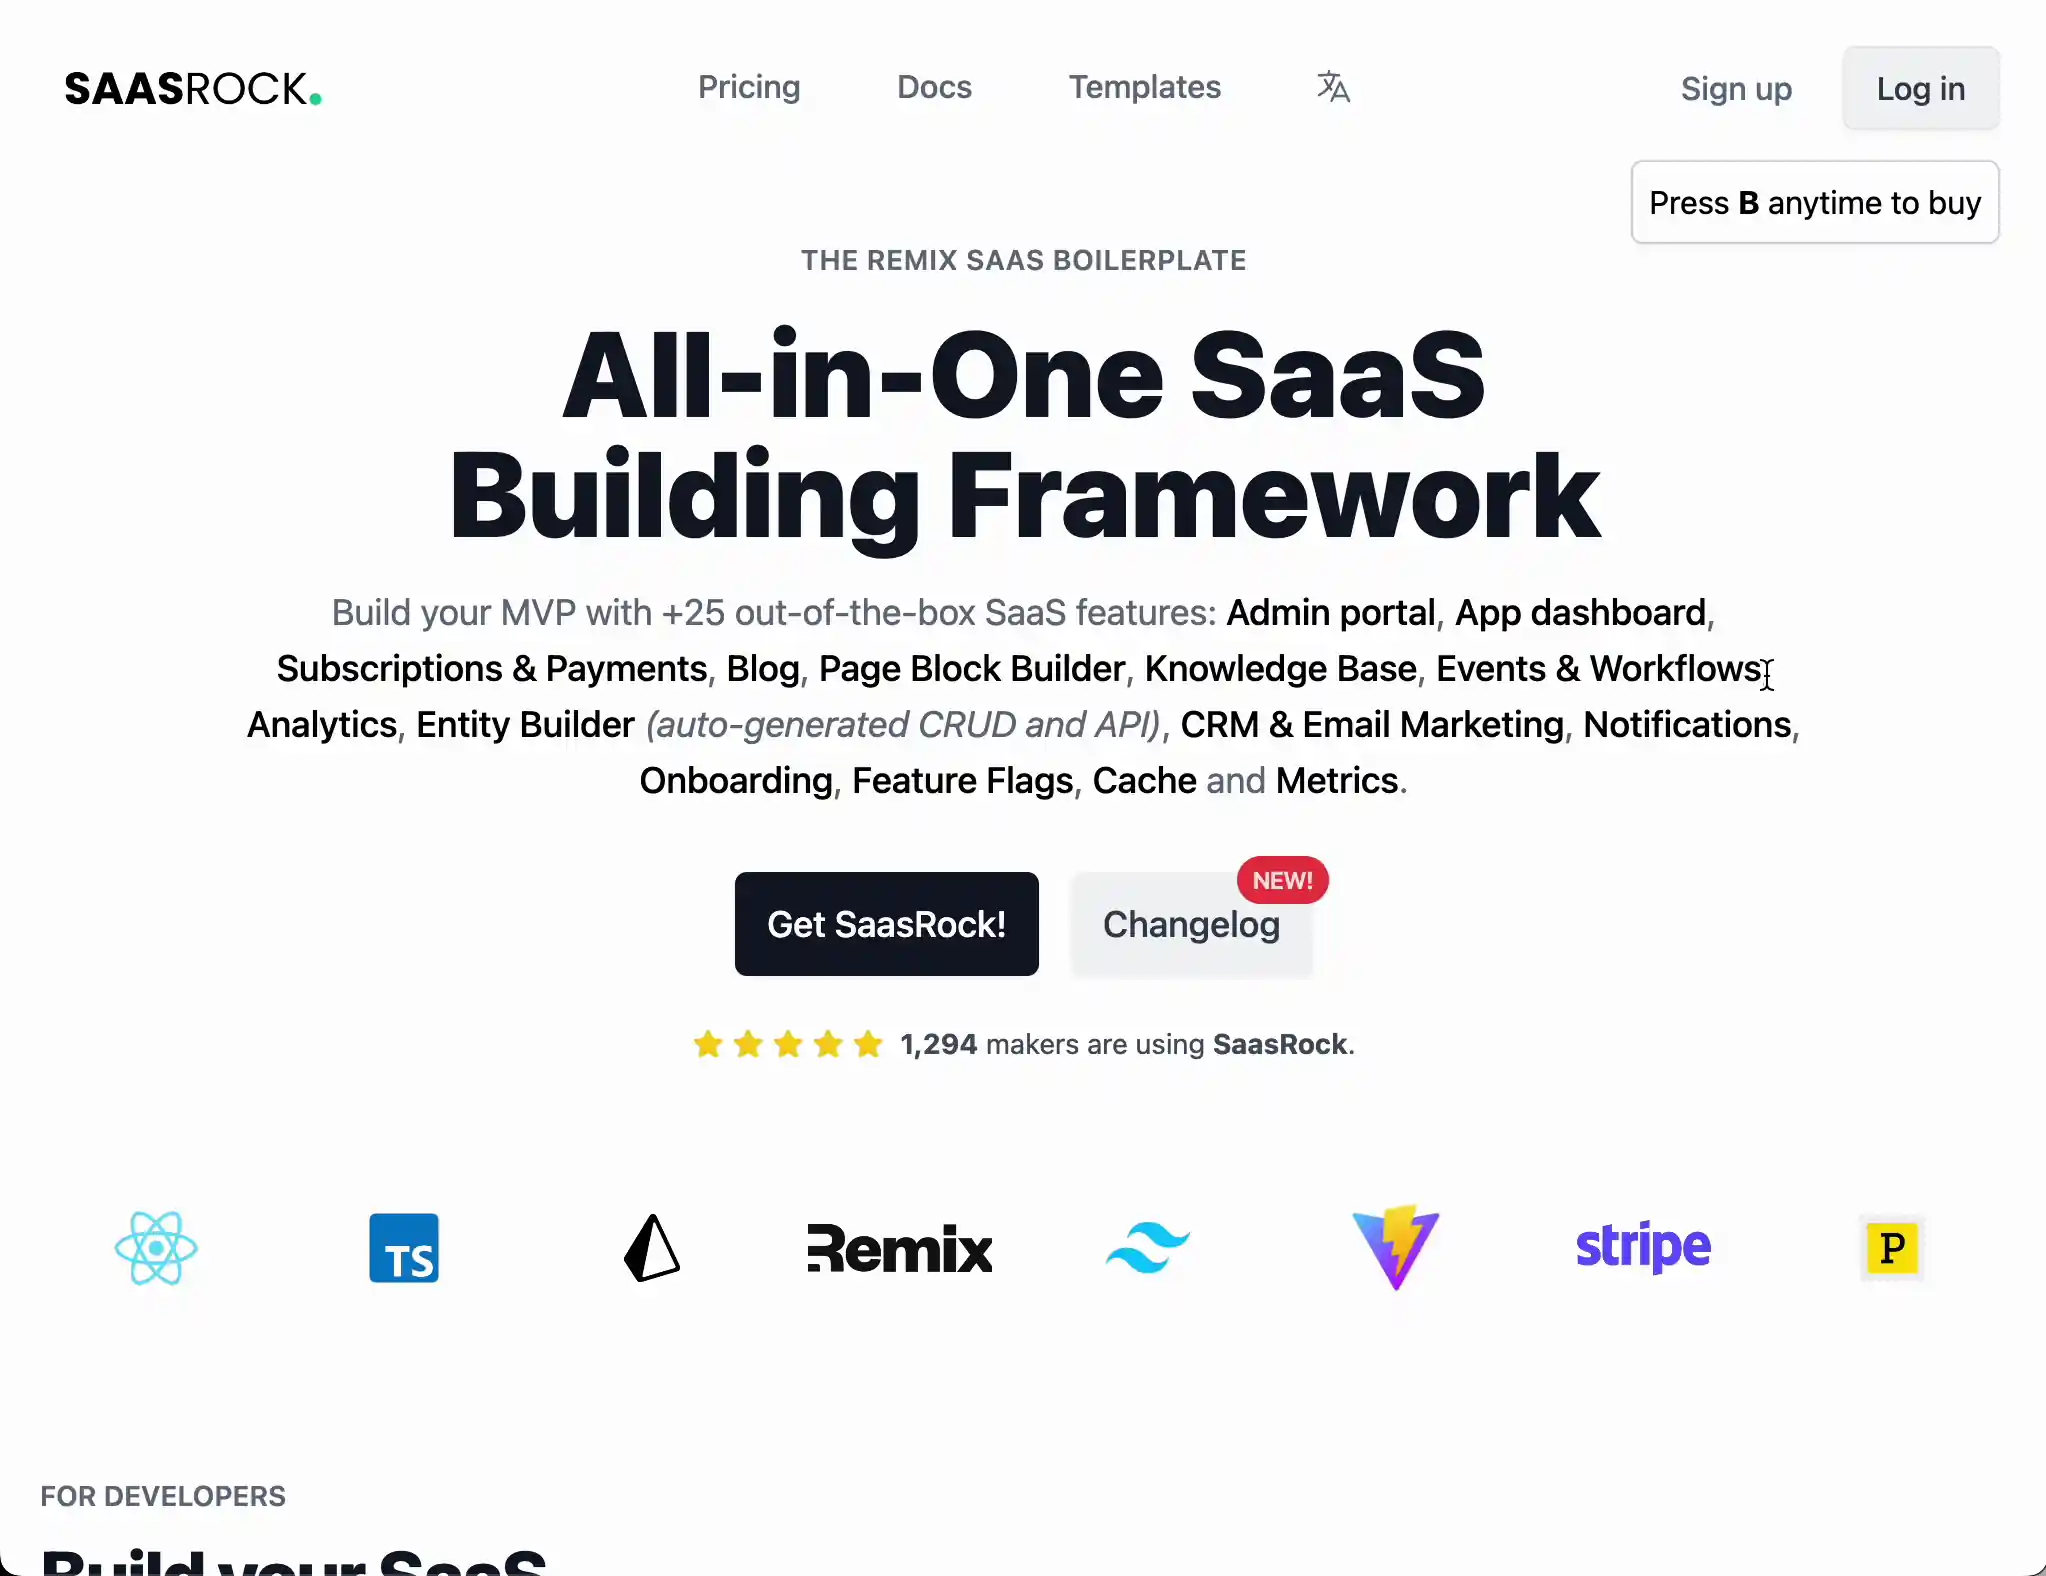 SAASROCK.
Pricing
Docs
Templates
Sign up
Log in
Press B anytime to buy
THE REMIX SAAS BOILERPLATE
All-in-One SaaS
Building Framework
Build your MVP with +25 out-of-the-box SaaS features: Admin portal, App dashboard,
Subscriptions & Payments, Blog, Page Block Builder, Knowledge Base, Events & Workflows,
Analytics, Entity Builder (auto-generated CRUD and API), CRM & Email Marketing, Notifications,
Onboarding, Feature Flags, Cache and Metrics.
Get SaasRock!
Changelog
NEW!
1,294 makers are using SaasRock.
TS
Remix
stripe
P
FOR DEVELOPERS
Build your SaaS